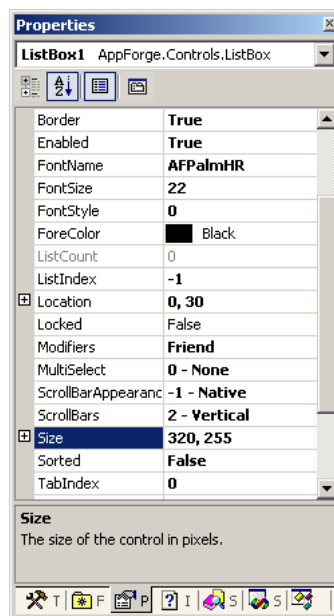 Properties
ListBox1 AppForge.Controls.ListBox
Border True
Enabled True
FontName AFPalmHR
FontSize 22
FontStyle 0
ForeColor Black
ListCount 0
ListIndex -1
Location 0, 30
Locked False
Modifiers Friend
MultiSelect 0 - None
ScrollBarAppearanc -1 - Native
ScrollBars 2 - Vertical
Size 320, 255
Sorted False
TabIndex 0
Size
The size of the control in pixels.
T F P I S S